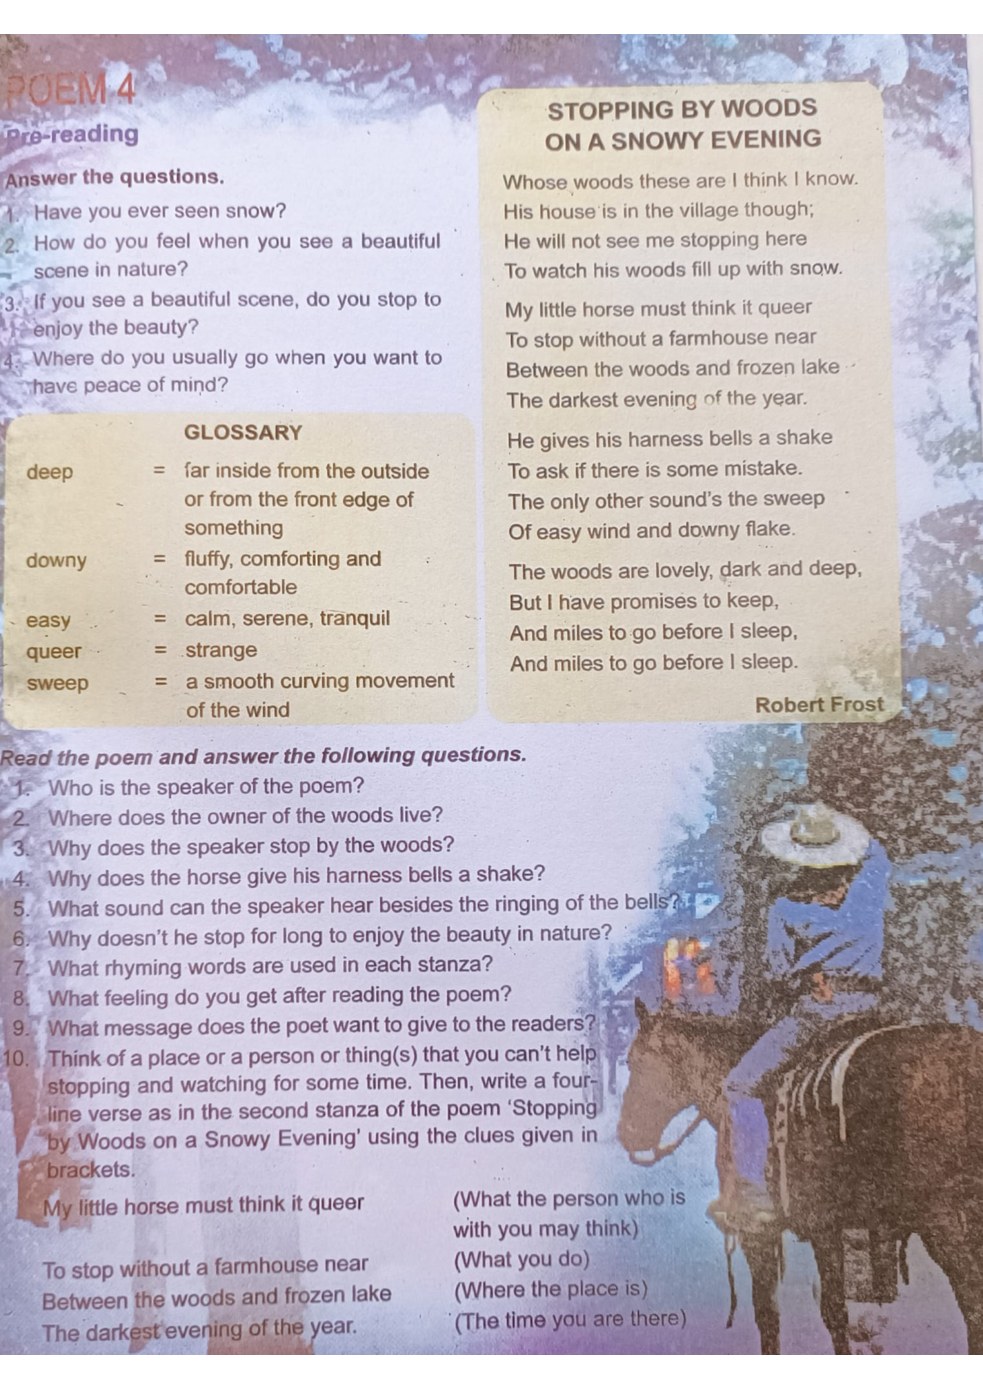 POEM 4
Pre-reading
Answer the questions.
1. Have you ever seen snow?
2. How do you feel when you see a beautiful
scene in nature?
3. If you see a beautiful scene, do you stop to
enjoy the beauty?
4. Where do you usually go when you want to
have peace of mind?
GLOSSARY
deep = far inside from the outside
or from the front edge of
something
downy = fluffy, comforting and
comfortable
easy = calm, serene, tranquil
queer = strange
sweep = a smooth curving movement
of the wind
STOPPING BY WOODS
ON A SNOWY EVENING
Whose woods these are I think I know.
His house is in the village though;
He will not see me stopping here
To watch his woods fill up with snow.
My little horse must think it queer
To stop without a farmhouse near
Between the woods and frozen lake
The darkest evening of the year.
He gives his harness bells a shake
To ask if there is some mistake.
The only other sound's the sweep
Of easy wind and downy flake.
The woods are lovely, dark and deep,
But I have promises to keep,
And miles to go before I sleep,
And miles to go before I sleep.
Robert Frost
Read the poem and answer the following questions.
1. Who is the speaker of the poem?
2. Where does the owner of the woods live?
3. Why does the speaker stop by the woods?
4. Why does the horse give his harness bells a shake?
5. What sound can the speaker hear besides the ringing of the bells?
6. Why doesn't he stop for long to enjoy the beauty in nature?
7. What rhyming words are used in each stanza?
8. What feeling do you get after reading the poem?
9. What message does the poet want to give to the readers?
10. Think of a place or a person or thing(s) that you can't help
stopping and watching for some time. Then, write a four-
line verse as in the second stanza of the poem 'Stopping
by Woods on a Snowy Evening' using the clues given in
brackets.
My little horse must think it queer (What the person who is
with you may think)
To stop without a farmhouse near (What you do)
Between the woods and frozen lake (Where the place is)
The darkest evening of the year. (The time you are there)